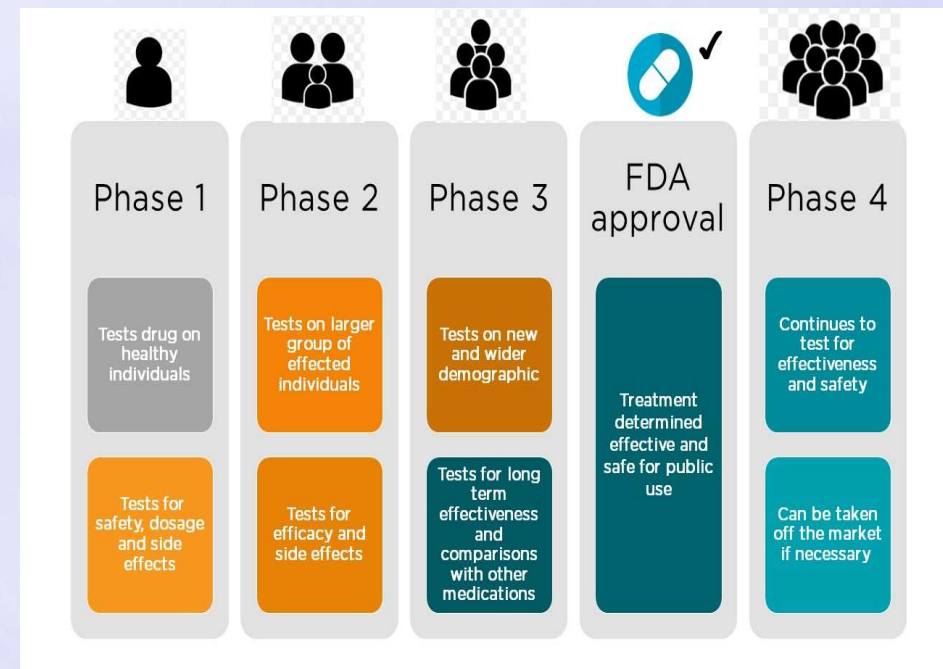 Phase 1
Tests drug on
healthy
individuals
Tests for
safety, dosage
and side
effects
Phase 2
Tests on larger
group of
effected
individuals
Tests for
efficacy and
side effects
Phase 3
Tests on new
and wider
demographic
Tests for long
term
effectiveness
and
comparisons
with other
medications
FDA
approval
Treatment
determined
effective and
safe for public
use
Phase 4
Continues to
test for
effectiveness
and safety
Can be taken
off the market
if necessary